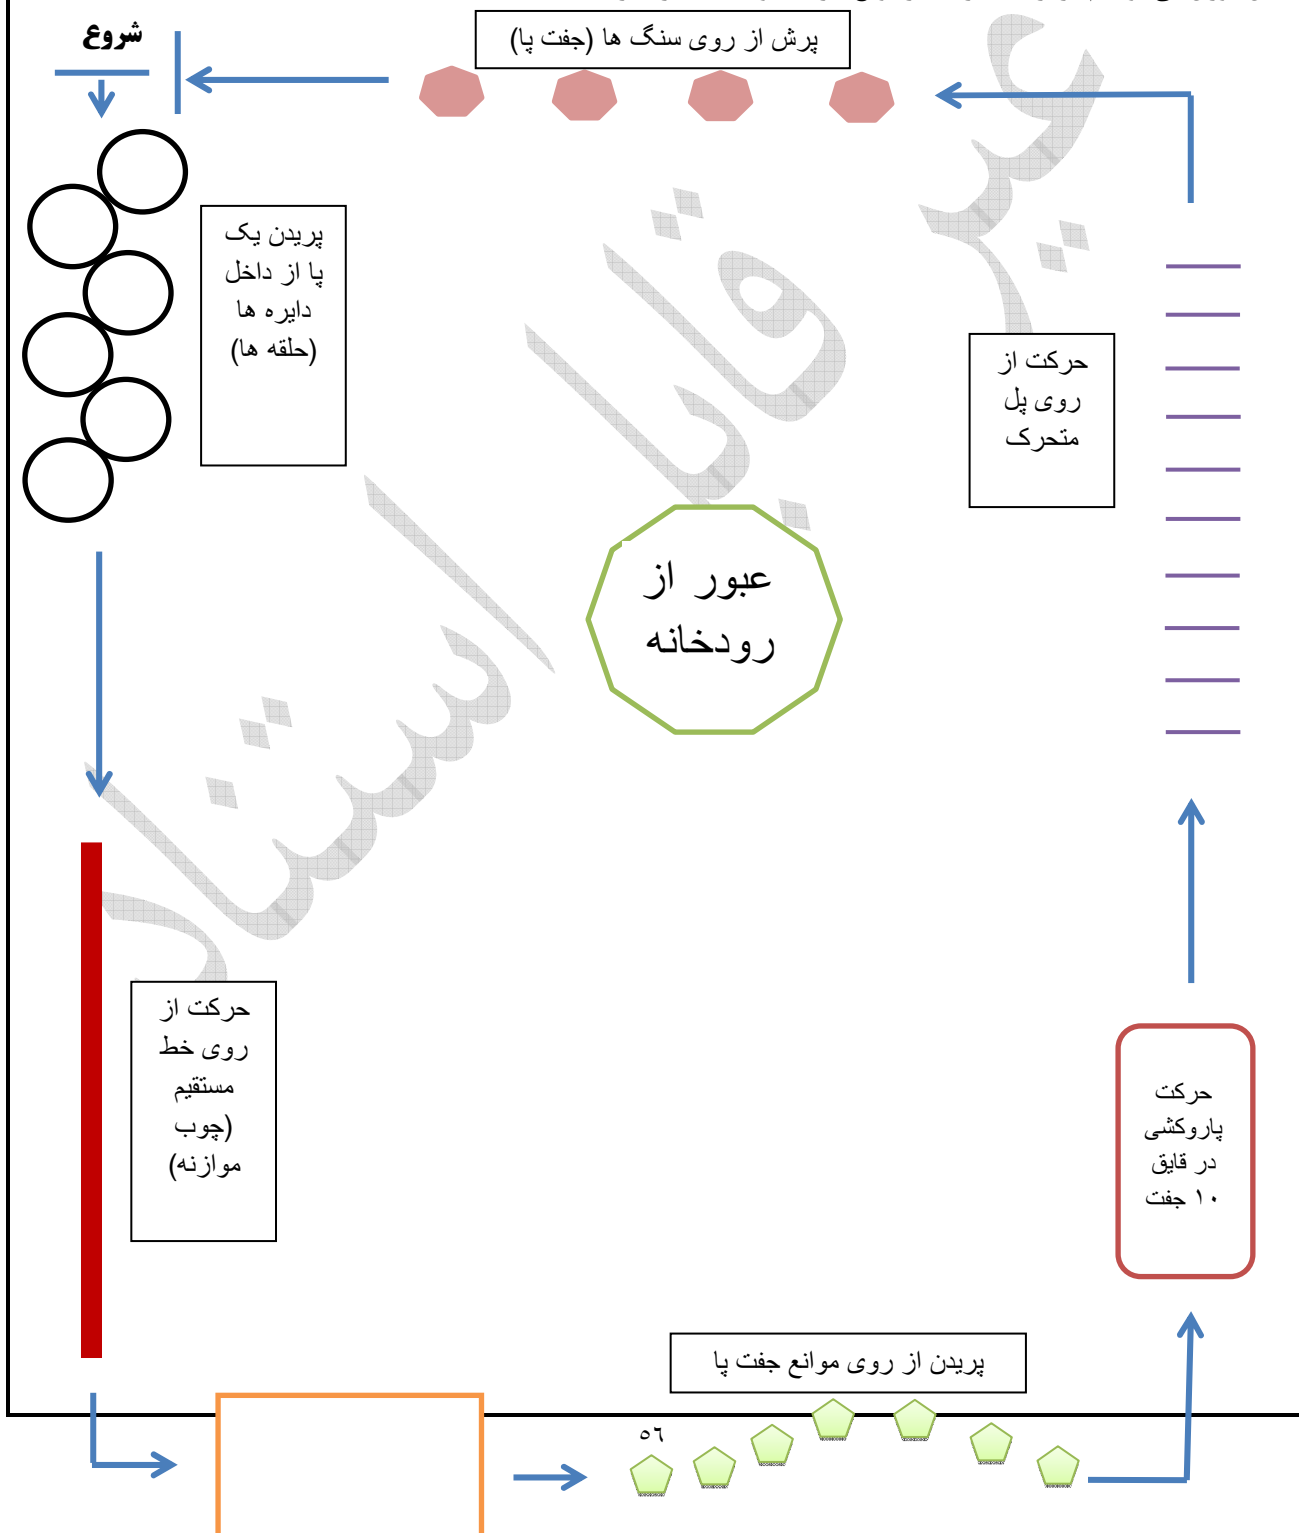 شروع
پرش از روی سنگ ها (جفت پا)
پریدن یک
پا از داخل
دایره ها
(حلقه ها)
حرکت از
روی پل
متحرک
عبور از
رودخانه
حرکت از
روی خط
مستقیم
(چوب
موازنه)
حرکت
پاروکشی
در قایق
۱۰ جفت
پریدن از روی موانع جفت پا
٥٦